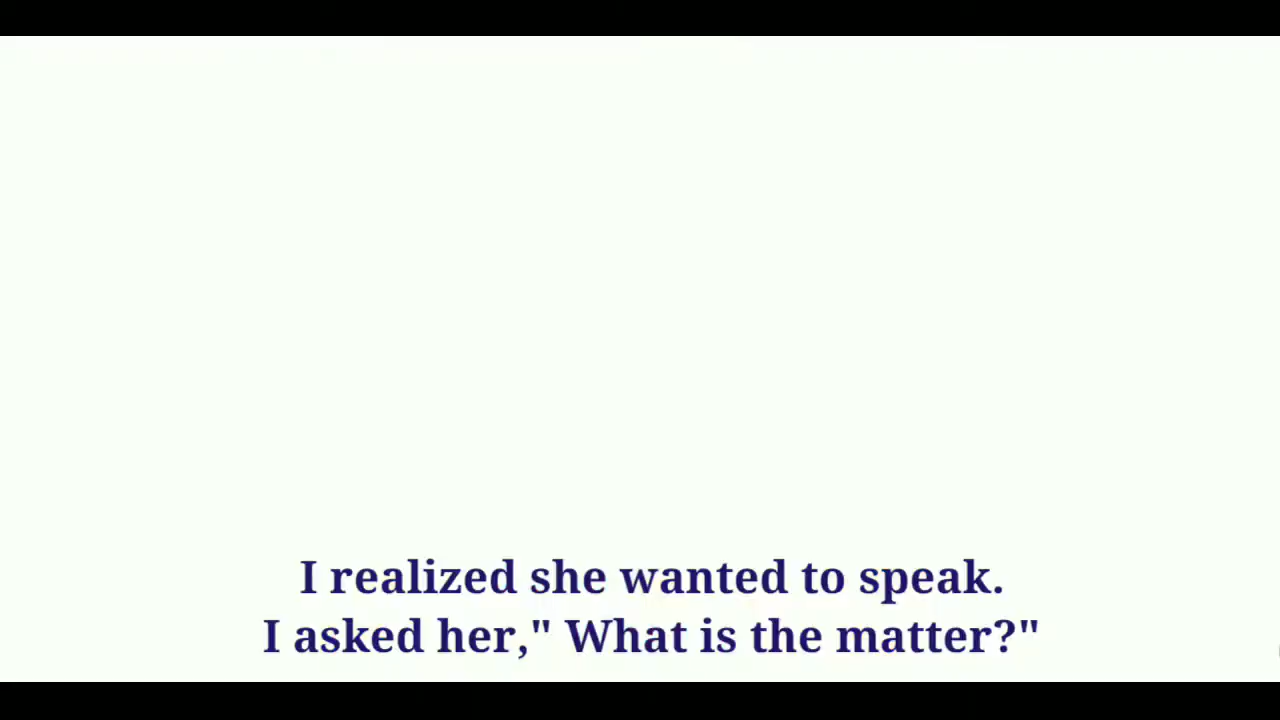 I realized she wanted to speak.
I asked her," What is the matter?"